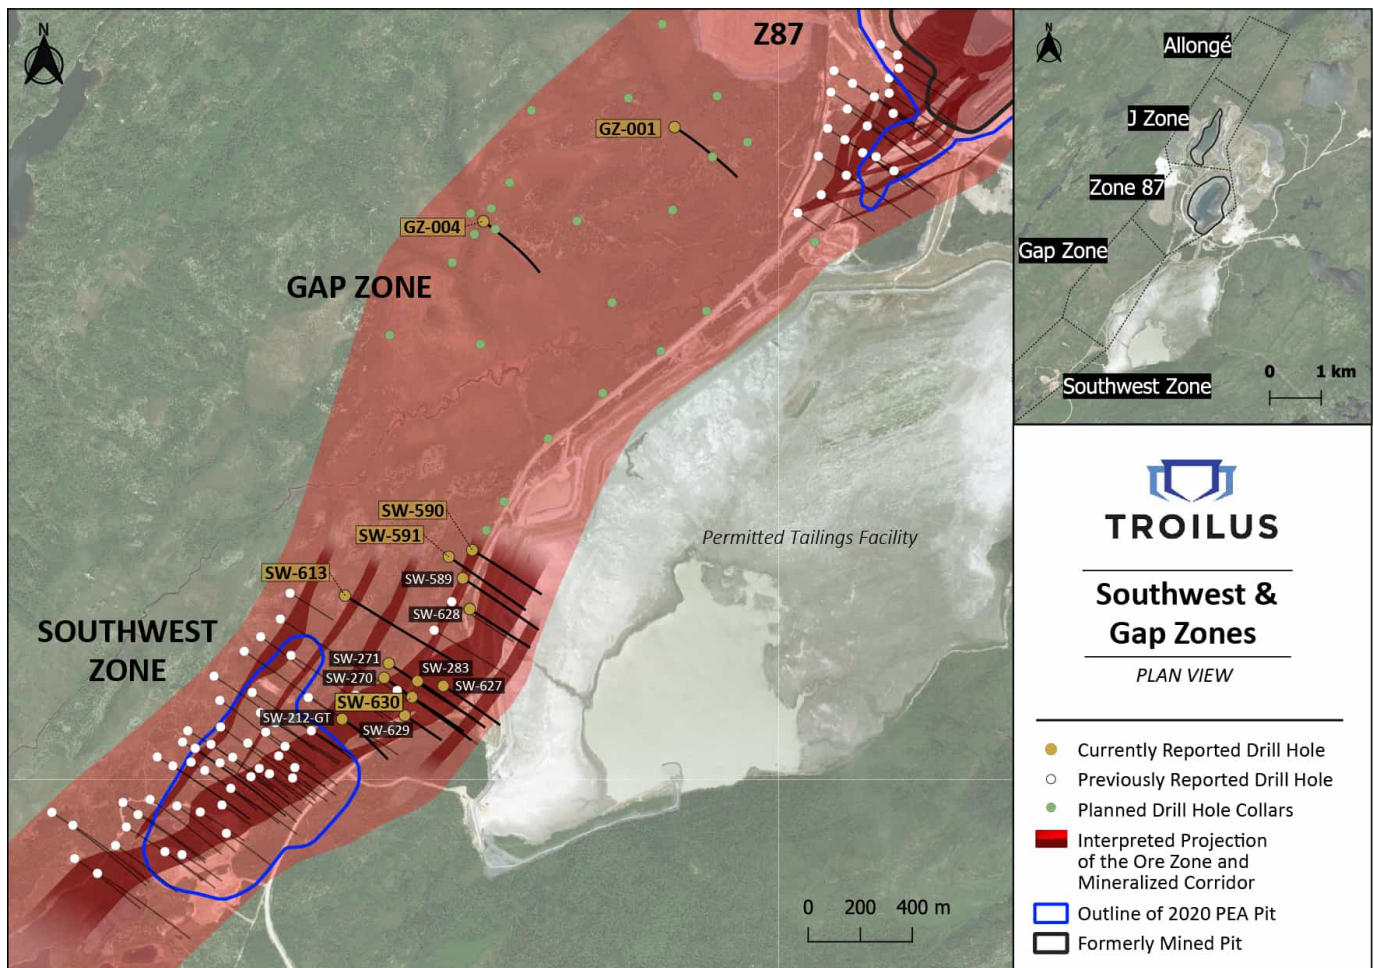 N
Z87
GZ-001
GZ-004
GAP ZONE
SW-590
SW-591
SW-589
SW-613
SW-628
SOUTHWEST
ZONE
SW-271
SW-283
SW-270
SW-627
SW-630
SW-212-GT
SW-629
Permitted Tailings Facility
0 200 400 m
N
Allongé
J Zone
Zone 87
Gap Zone
Southwest Zone
0 1 km
TROILUS
Southwest &
Gap Zones
PLAN VIEW
Currently Reported Drill Hole
Previously Reported Drill Hole
Planned Drill Hole Collars
Interpreted Projection
of the Ore Zone and
Mineralized Corridor
Outline of 2020 PEA Pit
Formerly Mined Pit